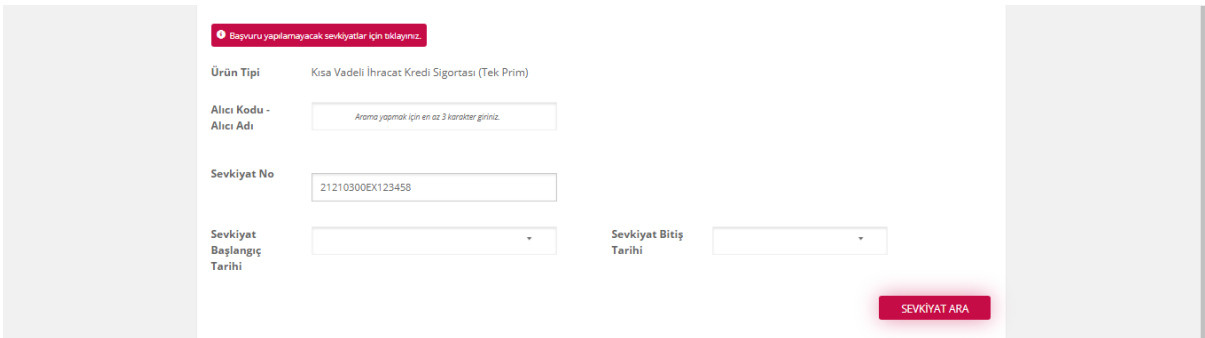 Başvuru yapılamayacak sevkiyatlar için tıklayınız.
Ürün Tipi Kısa Vadeli İhracat Kredi Sigortası (Tek Prim)
Alıcı Kodu -
Alıcı Adı
Arama yapmak için en az 3 karakter giriniz.
Sevkiyat No
21210300EX123458
Sevkiyat
Başlangıç
Tarihi
Sevkiyat Bitiş
Tarihi
SEVKİYAT ARA